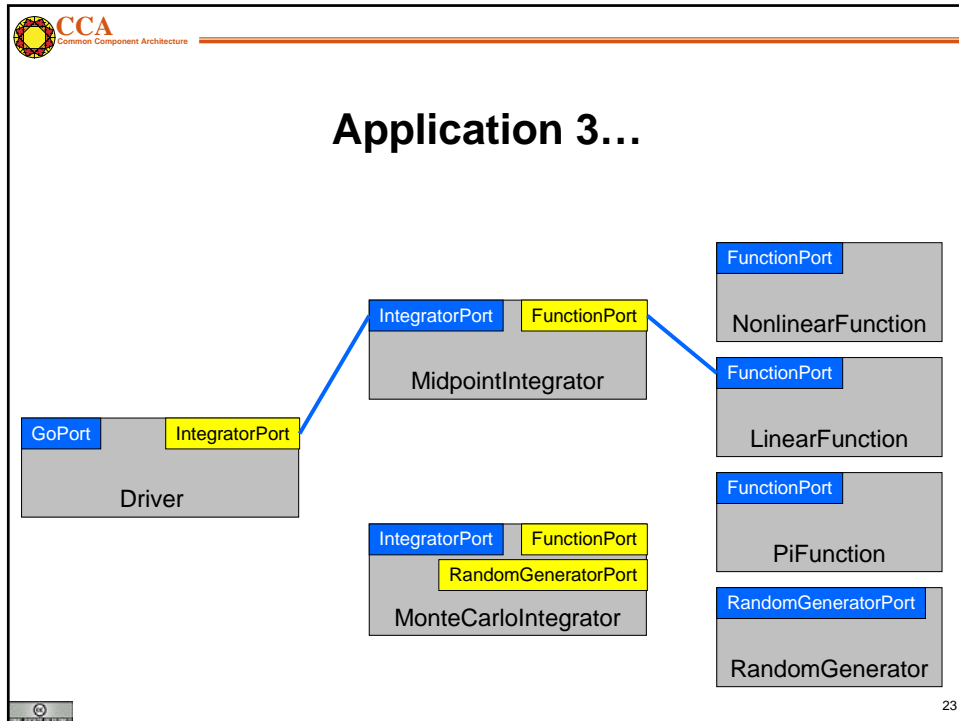 CCA
Common Component Architecture
Application 3…
FunctionPort
NonlinearFunction
IntegratorPort FunctionPort
MidpointIntegrator
FunctionPort
LinearFunction
GoPort IntegratorPort
Driver
FunctionPort
PiFunction
IntegratorPort FunctionPort
RandomGeneratorPort
MonteCarloIntegrator
RandomGeneratorPort
RandomGenerator
23